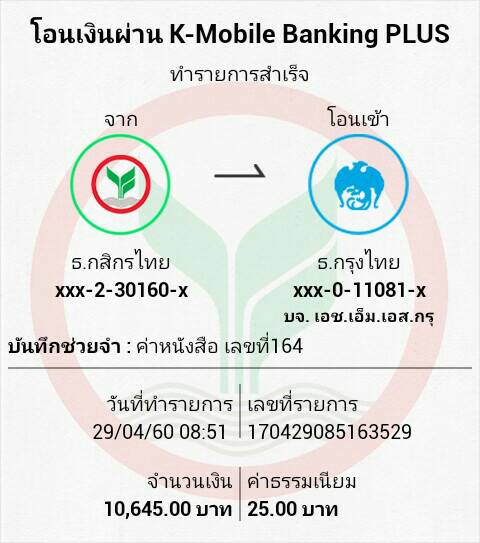 โอนเงินผ่าน K-Mobile Banking PLUS
ทำรายการสำเร็จ
จาก โอนเข้า
ธ.กสิกรไทย ธ.กรุงไทย
xxx-2-30160-x xxx-0-11081-x
บจ. เอช.เอ็ม.เอส.กรุ
บันทึกช่วยจำ : ค่าหนังสือ เลขที่164
วันที่ทำรายการ เลขที่รายการ
29/04/60 08:51 170429085163529
จำนวนเงิน ค่าธรรมเนียม
10,645.00 บาท 25.00 บาท